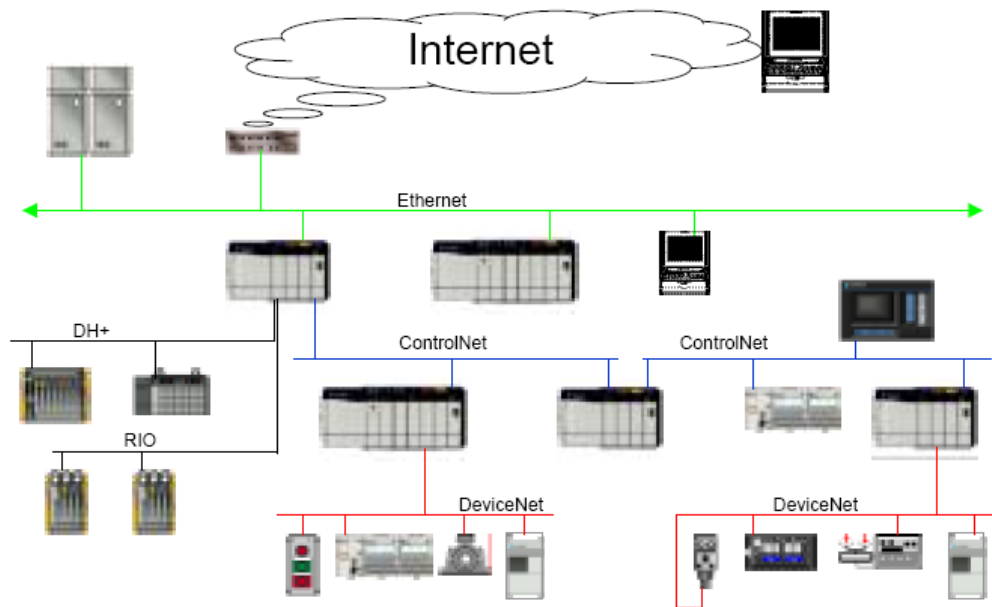 Internet
Ethernet
DH+
ControlNet
ControlNet
RIO
DeviceNet
DeviceNet